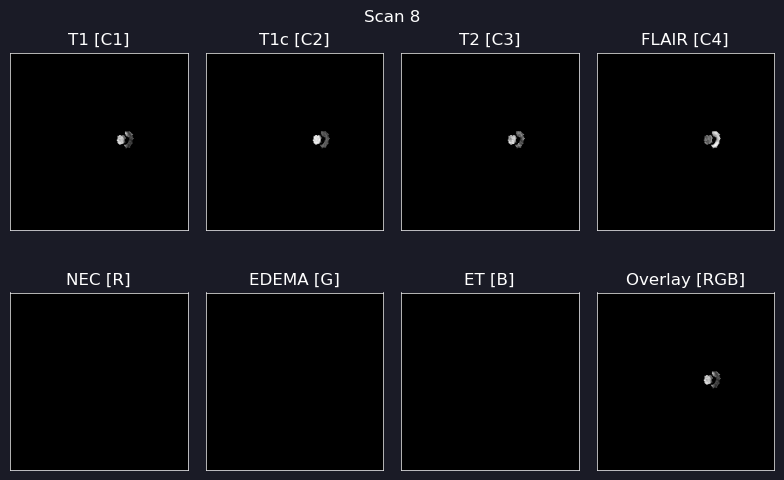 Scan 8
T1 [C1]
T1c [C2]
T2 [C3]
FLAIR [C4]
NEC [R]
EDEMA [G]
ET [B]
Overlay [RGB]